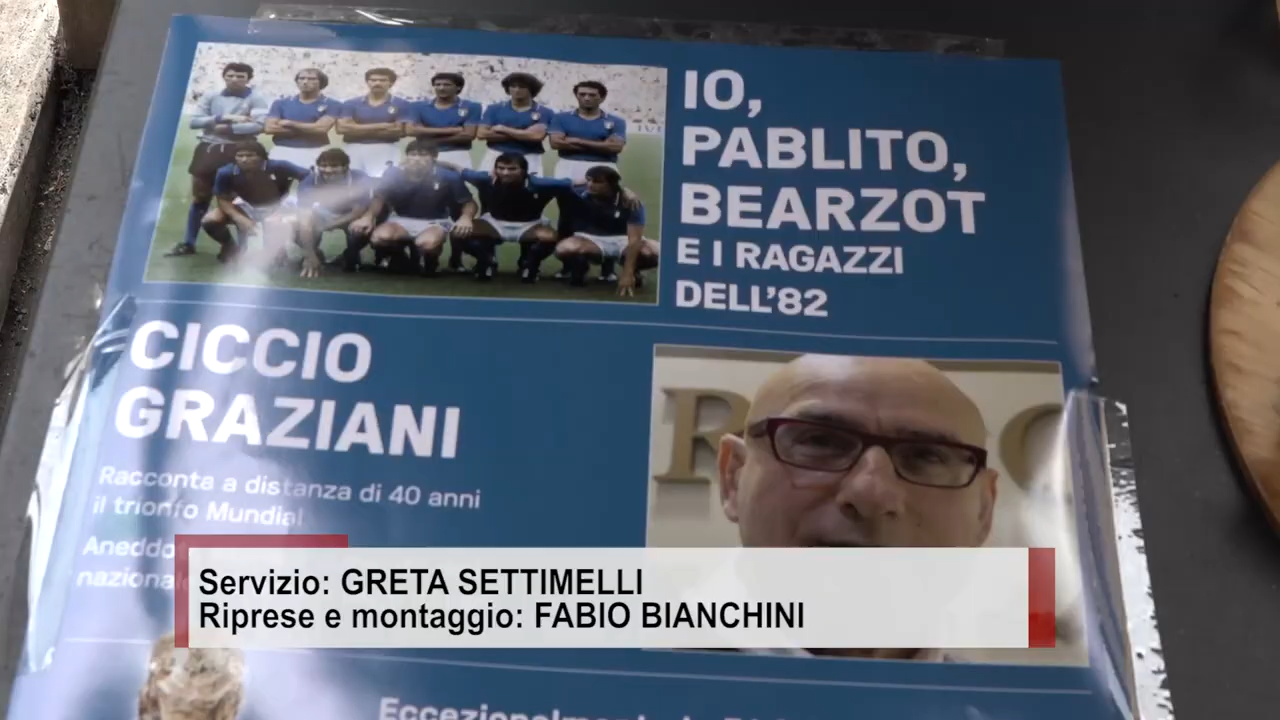 IO,
PABLITO,
BEARZOT
E I RAGAZZI
DELL'82
CICCIO
GRAZIANI
Racconta a distanza di 40 anni
il trionfo Mundial
Servizio: GRETA SETTIMELLI
Riprese e montaggio: FABIO BIANCHINI